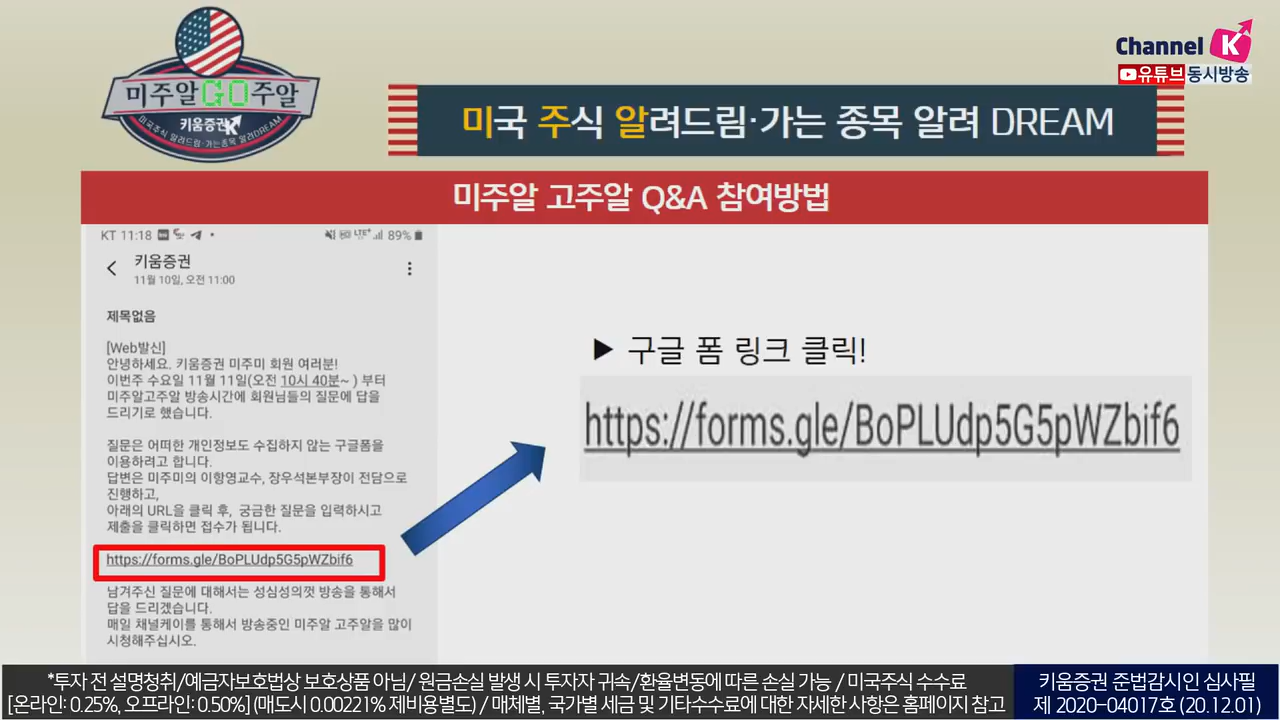 미주알GO주알
키움증권
미국주식 알려드림·가는종목 알려DREAM
Channel K
유튜브동시방송
미국 주식 알려드림·가는 종목 알려 DREAM
미주알 고주알 Q&A 참여방법
KT 11:18
LTE+ 89%
키움증권
11월 10일, 오전 11:00
제목없음
[Web발신]
안녕하세요. 키움증권 미주미 회원 여러분!
이번주 수요일 11월 11일(오전 10시 40분~ ) 부터
미주알고주알 방송시간에 회원님들의 질문에 답을
드리기로 했습니다.
질문은 어떠한 개인정보도 수집하지 않는 구글폼을
이용하려고 합니다.
답변은 미주미의 이항영교수, 장우석본부장이 전담으로
진행하고,
아래의 URL을 클릭 후, 궁금한 질문을 입력하시고
제출을 클릭하면 접수가 됩니다.
https://forms.gle/BoPLUdp5G5pWZbif6
남겨주신 질문에 대해서는 성심성의껏 방송을 통해서
답을 드리겠습니다.
매일 채널케이를 통해서 방송중인 미주알 고주알을 많이
시청해주십시오.
▶ 구글 폼 링크 클릭!
https://forms.gle/BoPLUdp5G5pWZbif6
*투자 전 설명청취/예금자보호법상 보호상품 아님/ 원금손실 발생 시 투자자 귀속/환율변동에 따른 손실 가능 / 미국주식 수수료
[온라인: 0.25%, 오프라인: 0.50%] (매도시 0.00221% 제비용별도) / 매체별, 국가별 세금 및 기타수수료에 대한 자세한 사항은 홈페이지 참고
키움증권 준법감시인 심사필
제 2020-04017호 (20.12.01)